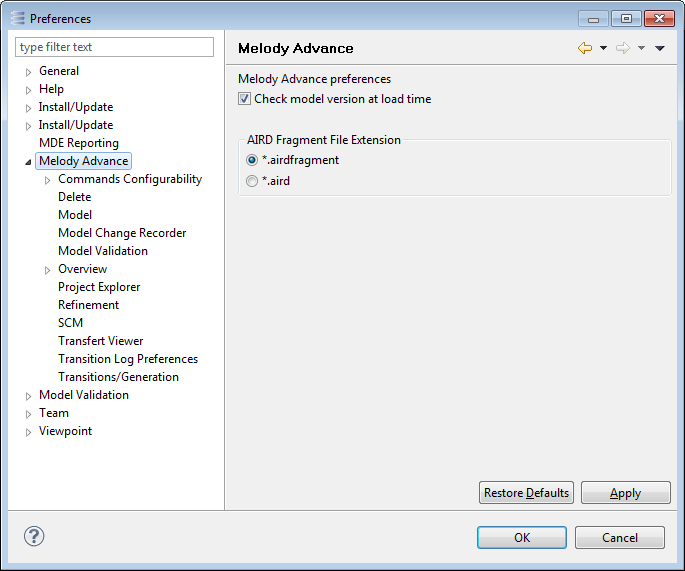 Preferences
type filter text
General
Help
Install/Update
Install/Update
MDE Reporting
Melody Advance
Commands Configurability
Delete
Model
Model Change Recorder
Model Validation
Overview
Project Explorer
Refinement
SCM
Transfert Viewer
Transition Log Preferences
Transitions/Generation
Model Validation
Team
Viewpoint
Melody Advance
Melody Advance preferences
Check model version at load time
AIRD Fragment File Extension
*.airdfragment
*.aird
Restore Defaults
Apply
?
OK
Cancel